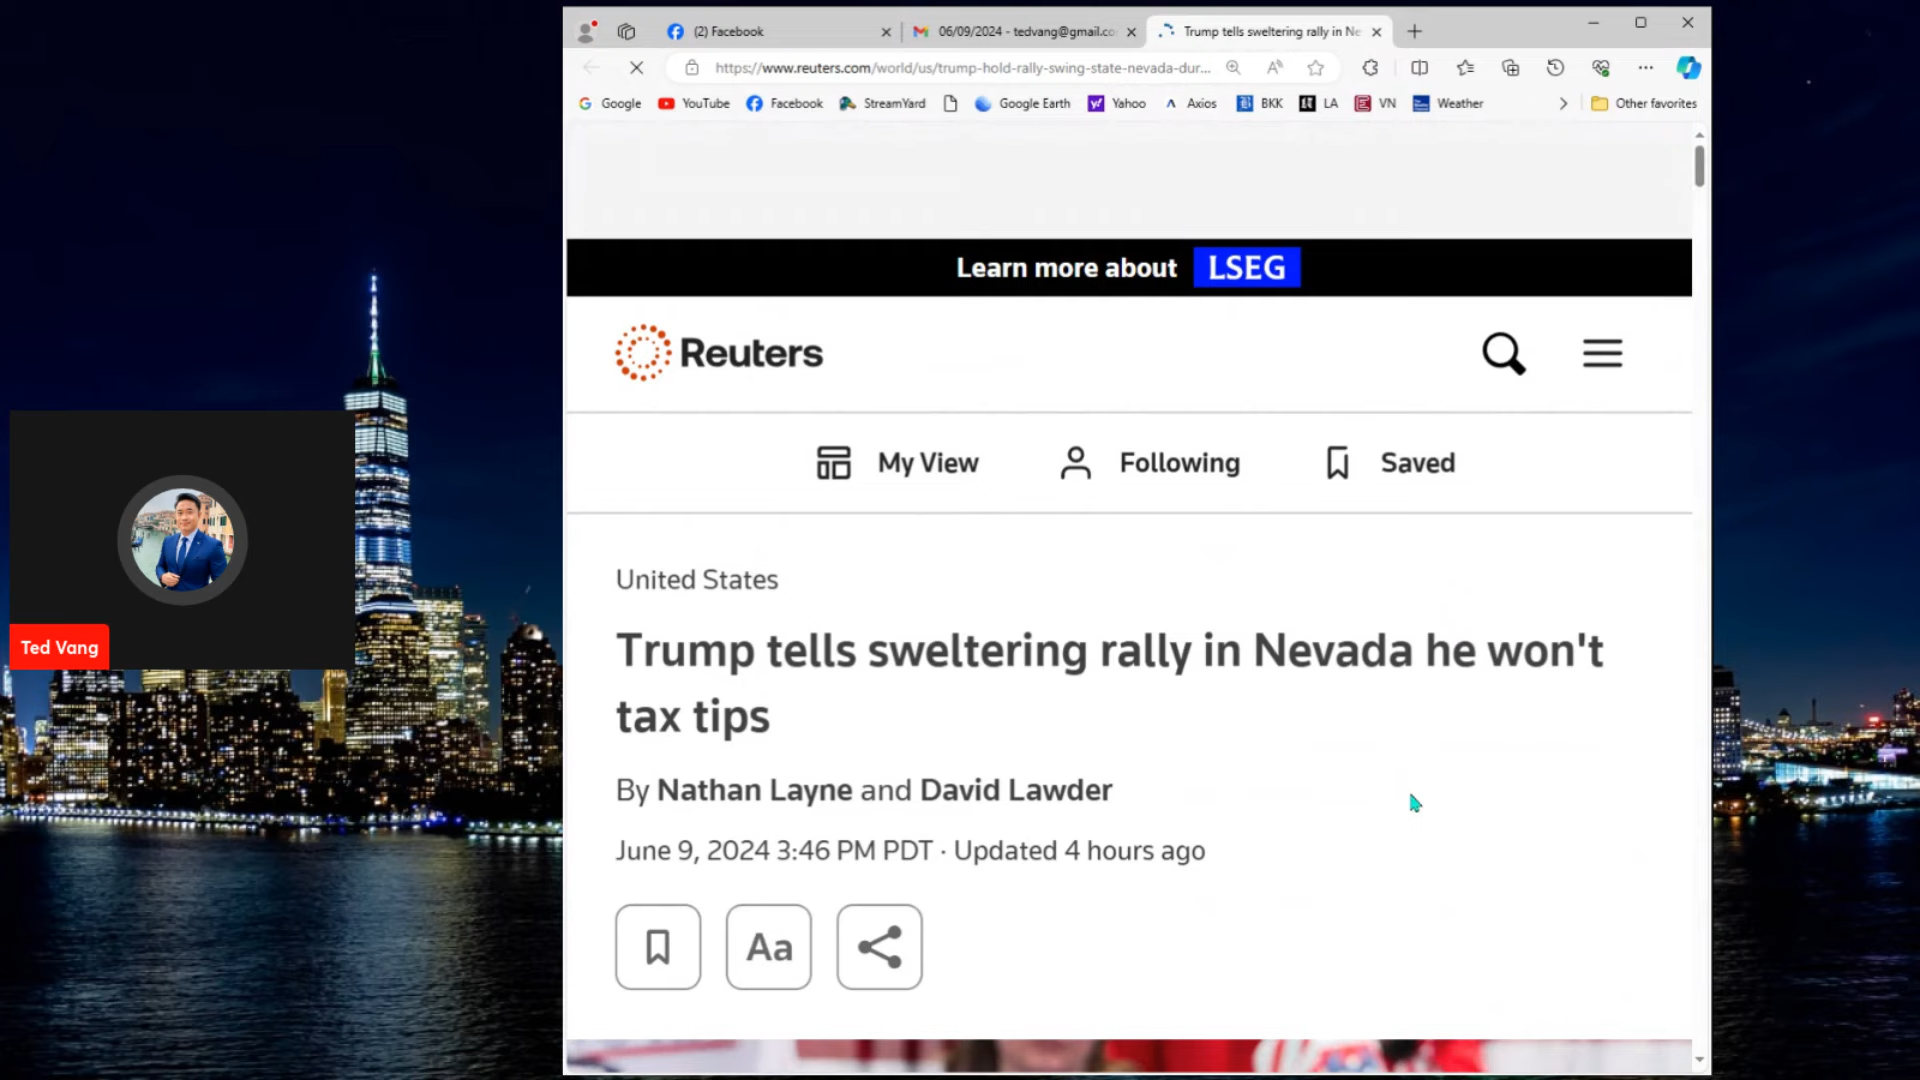 (2) Facebook
06/09/2024 - tedvang@gmail.co
Trump tells sweltering rally in Ne
https://www.reuters.com/world/us/trump-hold-rally-swing-state-nevada-dur...
Google
YouTube
Facebook
StreamYard
Google Earth
Yahoo
Axios
BKK
LA
VN
Weather
Other favorites
Learn more about LSEG
Reuters
My View
Following
Saved
United States
Trump tells sweltering rally in Nevada he won't
tax tips
By Nathan Layne and David Lawder
June 9, 2024 3:46 PM PDT · Updated 4 hours ago
Aa
Ted Vang